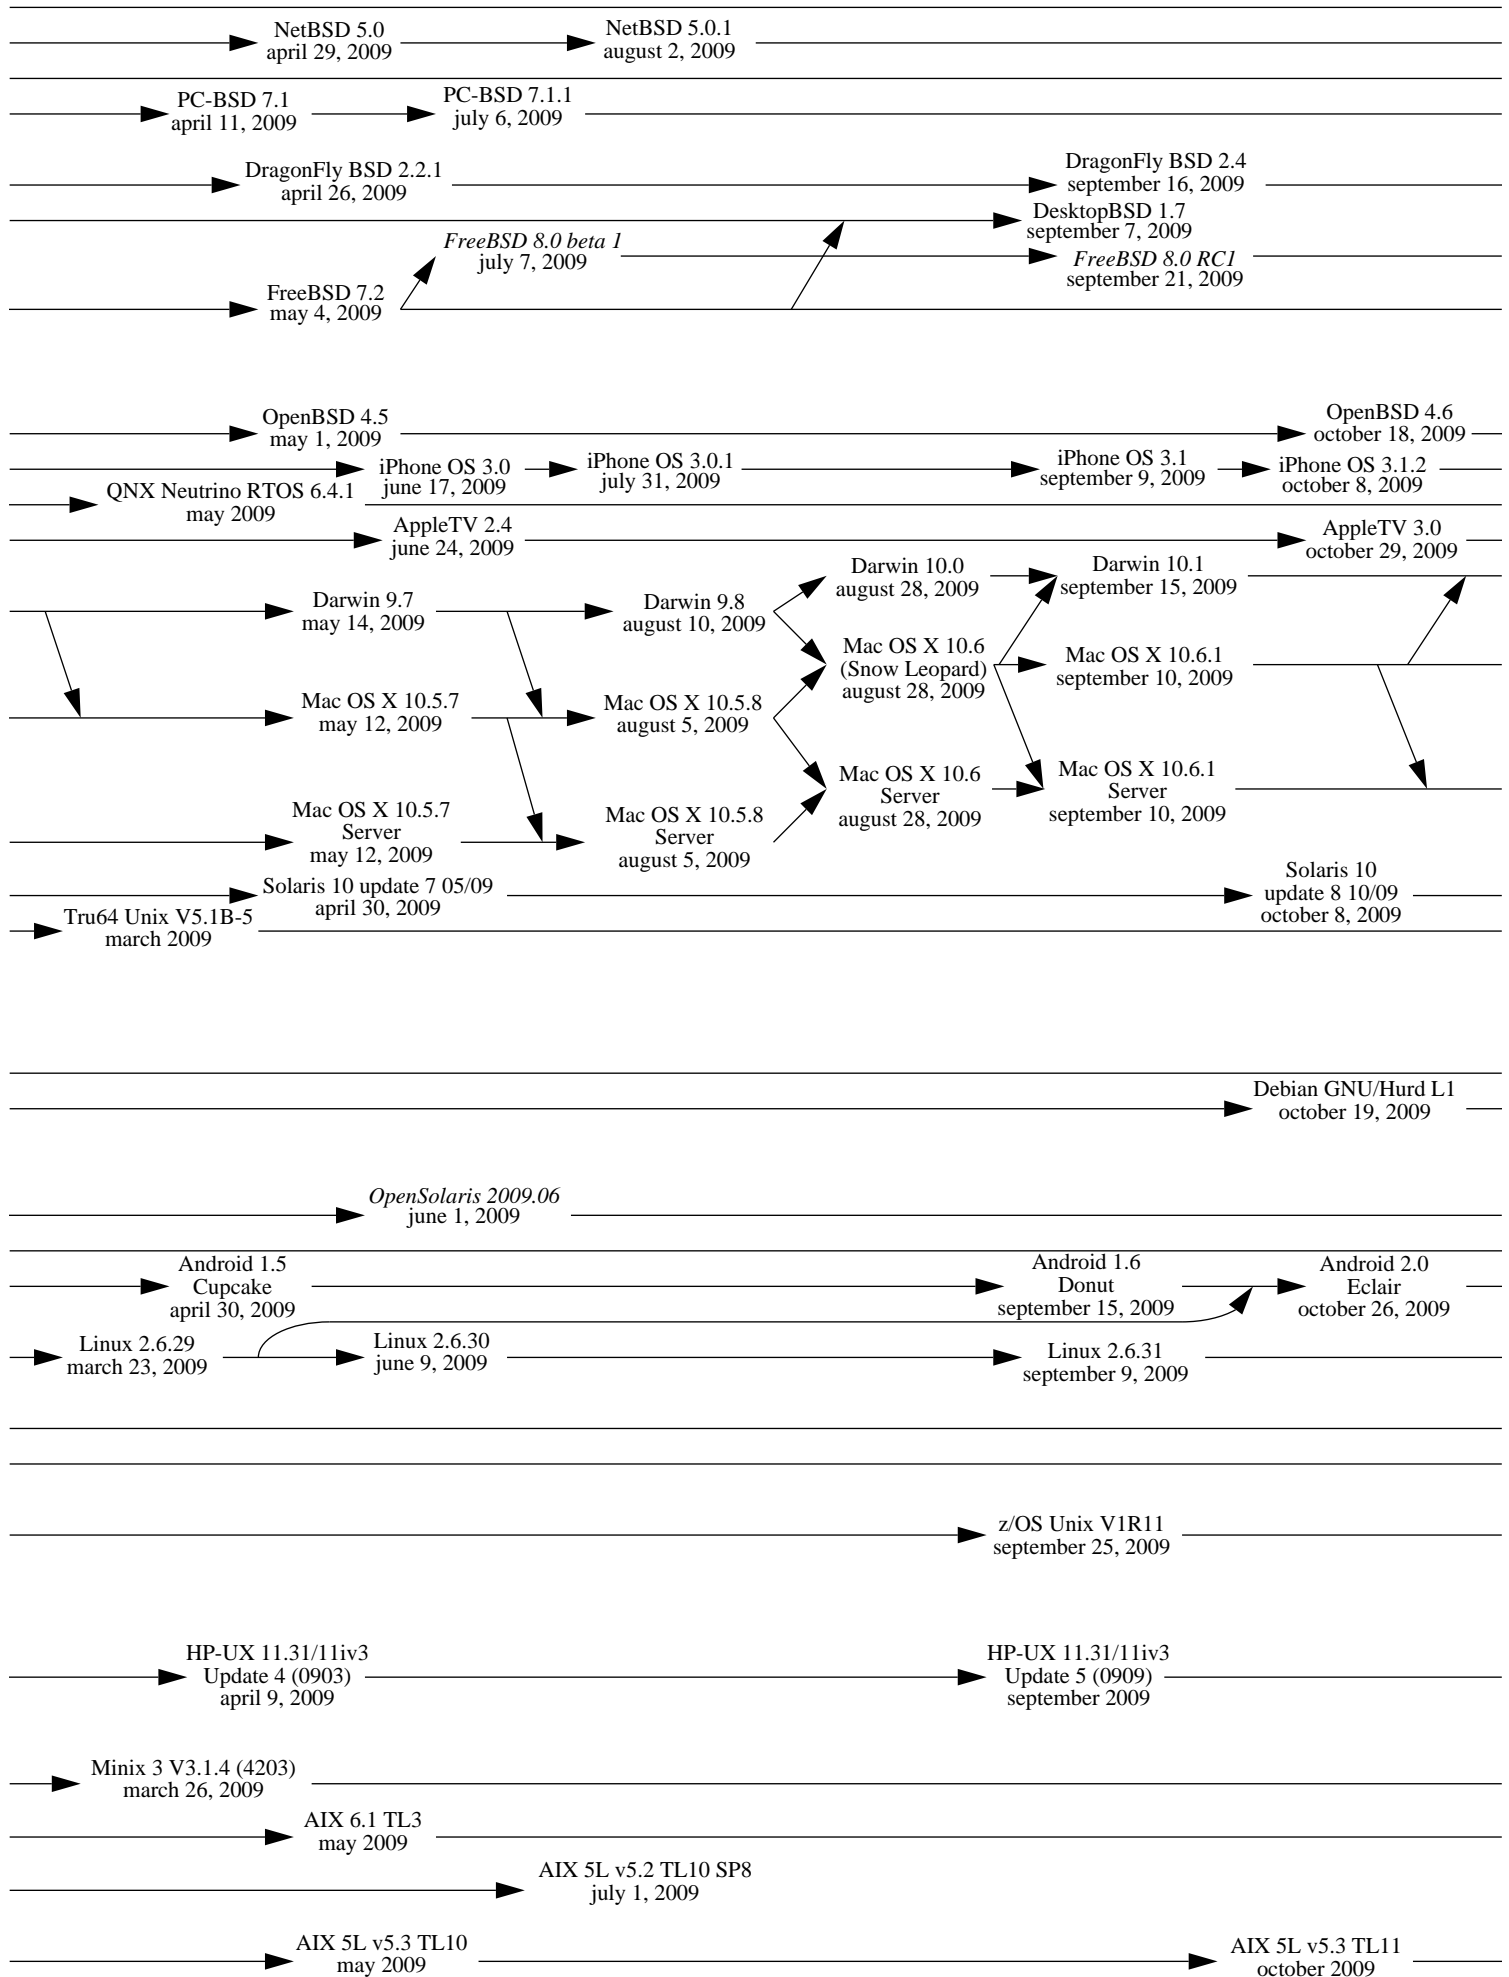 NetBSD 5.0
april 29, 2009
NetBSD 5.0.1
august 2, 2009
PC-BSD 7.1
april 11, 2009
PC-BSD 7.1.1
july 6, 2009
DragonFly BSD 2.2.1
april 26, 2009
DragonFly BSD 2.4
september 16, 2009
DesktopBSD 1.7
september 7, 2009
FreeBSD 8.0 beta 1
july 7, 2009
FreeBSD 8.0 RC1
september 21, 2009
FreeBSD 7.2
may 4, 2009
OpenBSD 4.5
may 1, 2009
OpenBSD 4.6
october 18, 2009
iPhone OS 3.0
june 17, 2009
iPhone OS 3.0.1
july 31, 2009
iPhone OS 3.1
september 9, 2009
iPhone OS 3.1.2
october 8, 2009
QNX Neutrino RTOS 6.4.1
may 2009
AppleTV 2.4
june 24, 2009
AppleTV 3.0
october 29, 2009
Darwin 9.7
may 14, 2009
Darwin 9.8
august 10, 2009
Darwin 10.0
august 28, 2009
Darwin 10.1
september 15, 2009
Mac OS X 10.6
(Snow Leopard)
august 28, 2009
Mac OS X 10.6.1
september 10, 2009
Mac OS X 10.5.7
may 12, 2009
Mac OS X 10.5.8
august 5, 2009
Mac OS X 10.6
Server
august 28, 2009
Mac OS X 10.6.1
Server
september 10, 2009
Mac OS X 10.5.7
Server
may 12, 2009
Mac OS X 10.5.8
Server
august 5, 2009
Solaris 10 update 7 05/09
april 30, 2009
Solaris 10
update 8 10/09
october 8, 2009
Tru64 Unix V5.1B-5
march 2009
Debian GNU/Hurd L1
october 19, 2009
OpenSolaris 2009.06
june 1, 2009
Android 1.5
Cupcake
april 30, 2009
Android 1.6
Donut
september 15, 2009
Android 2.0
Eclair
october 26, 2009
Linux 2.6.29
march 23, 2009
Linux 2.6.30
june 9, 2009
Linux 2.6.31
september 9, 2009
z/OS Unix V1R11
september 25, 2009
HP-UX 11.31/11iv3
Update 4 (0903)
april 9, 2009
HP-UX 11.31/11iv3
Update 5 (0909)
september 2009
Minix 3 V3.1.4 (4203)
march 26, 2009
AIX 6.1 TL3
may 2009
AIX 5L v5.2 TL10 SP8
july 1, 2009
AIX 5L v5.3 TL10
may 2009
AIX 5L v5.3 TL11
october 2009